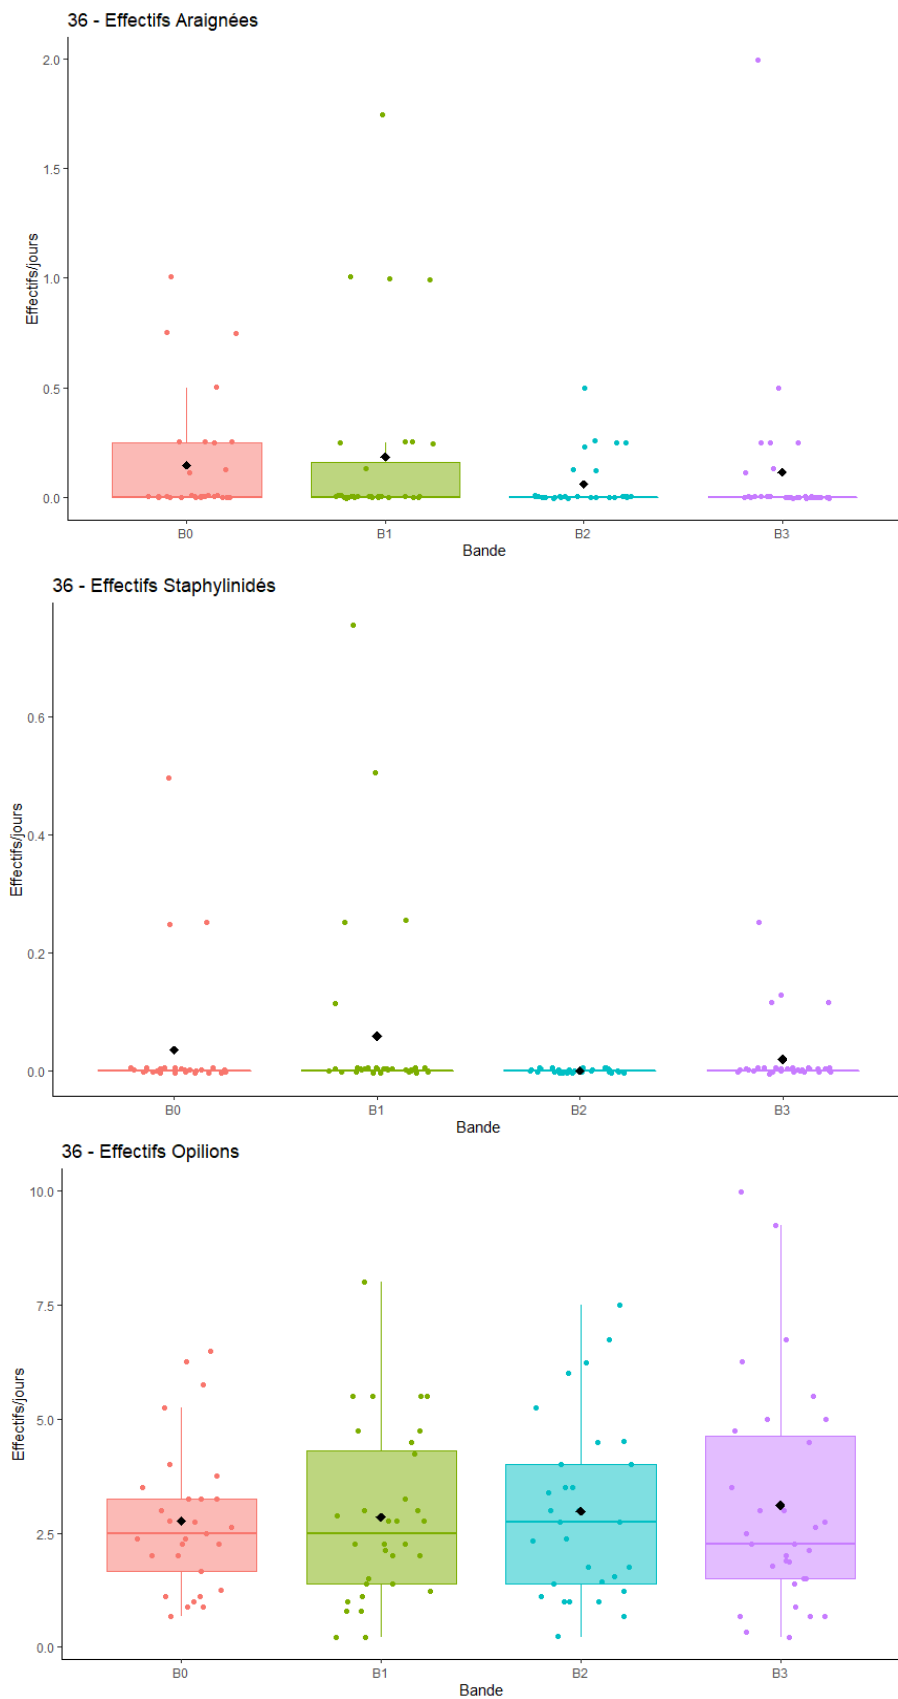 36 - Effectifs Araignées
2.0
1.5
1.0
0.5
0.0
Effectifs/jours
B0 B1 B2 B3
Bande
36 - Effectifs Staphylinidés
0.6
0.4
0.2
0.0
Effectifs/jours
B0 B1 B2 B3
Bande
36 - Effectifs Opilions
10.0
7.5
5.0
2.5
0.0
Effectifs/jours
B0 B1 B2 B3
Bande